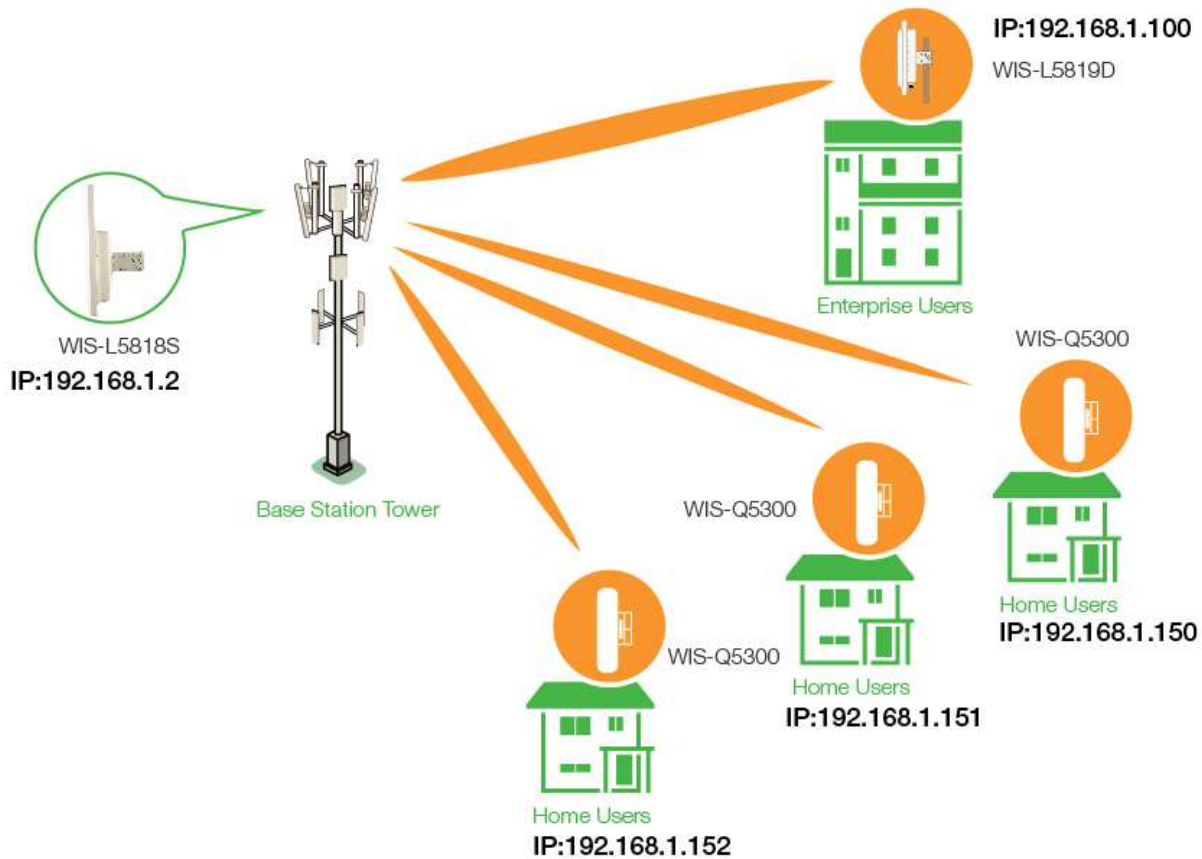 IP:192.168.1.100
WIS-L5819D
Enterprise Users
WIS-L5818S
IP:192.168.1.2
Base Station Tower
WIS-Q5300
Home Users
IP:192.168.1.150
WIS-Q5300
Home Users
IP:192.168.1.151
WIS-Q5300
Home Users
IP:192.168.1.152